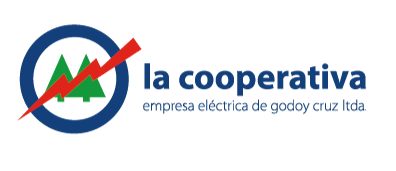 la cooperativa
empresa eléctrica de godoy cruz ltda.